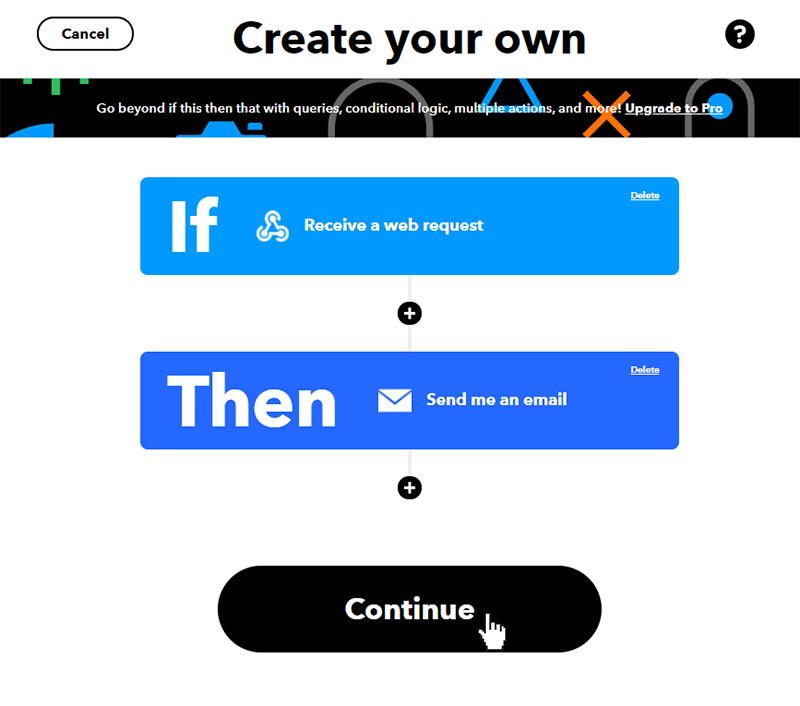 Cancel
Create your own
?
Go beyond if this then that with queries, conditional logic, multiple actions, and more! Upgrade to Pro
If
Receive a web request
Delete
Then
Send me an email
Delete
Continue